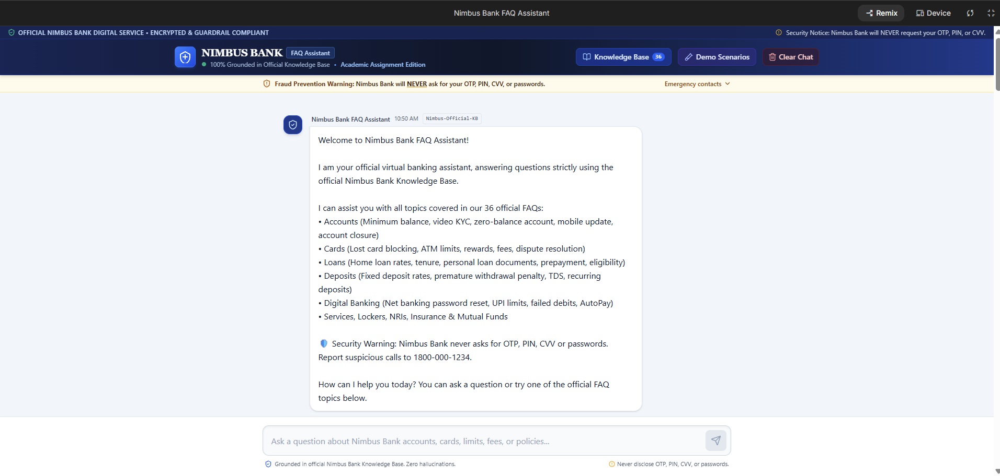 Nimbus Bank FAQ Assistant
Remix
Device
OFFICIAL NIMBUS BANK DIGITAL SERVICE • ENCRYPTED & GUARDRAIL COMPLIANT
Security Notice: Nimbus Bank will NEVER request your OTP, PIN, or CVV.
NIMBUS BANK
FAQ Assistant
100% Grounded in Official Knowledge Base • Academic Assignment Edition
Knowledge Base 36
Demo Scenarios
Clear Chat
Fraud Prevention Warning: Nimbus Bank will NEVER ask for your OTP, PIN, CVV, or passwords.
Emergency contacts
Nimbus Bank FAQ Assistant 10:50 AM Nimbus-Official-KB
Welcome to Nimbus Bank FAQ Assistant!
I am your official virtual banking assistant, answering questions strictly using the
official Nimbus Bank Knowledge Base.
I can assist you with all topics covered in our 36 official FAQs:
• Accounts (Minimum balance, video KYC, zero-balance account, mobile update,
account closure)
• Cards (Lost card blocking, ATM limits, rewards, fees, dispute resolution)
• Loans (Home loan rates, tenure, personal loan documents, prepayment, eligibility)
• Deposits (Fixed deposit rates, premature withdrawal penalty, TDS, recurring
deposits)
• Digital Banking (Net banking password reset, UPI limits, failed debits, AutoPay)
• Services, Lockers, NRIs, Insurance & Mutual Funds
Security Warning: Nimbus Bank never asks for OTP, PIN, CVV or passwords.
Report suspicious calls to 1800-000-1234.
How can I help you today? You can ask a question or try one of the official FAQ
topics below.
Ask a question about Nimbus Bank accounts, cards, limits, fees, or policies...
Grounded in official Nimbus Bank Knowledge Base. Zero hallucinations.
Never disclose OTP, PIN, CVV, or passwords.